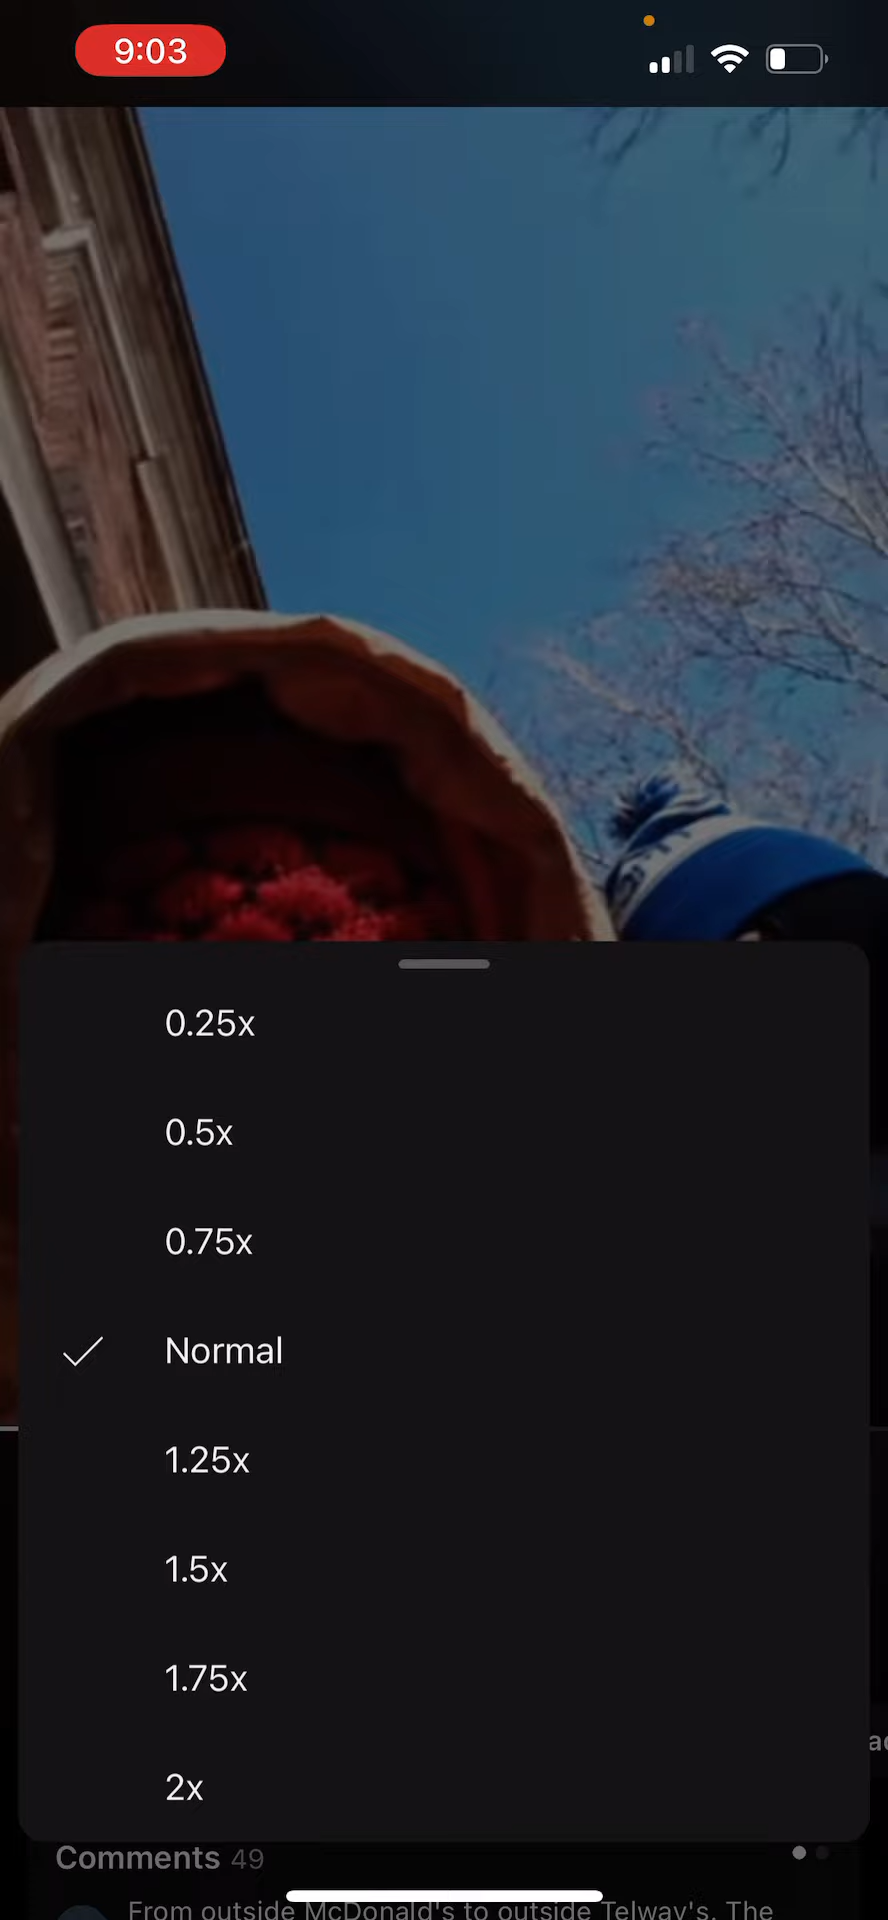 9:03
0.25x
0.5x
0.75x
Normal
1.25x
1.5x
1.75x
2x
Comments 49
From outside McDonald's to outside Telway's. The